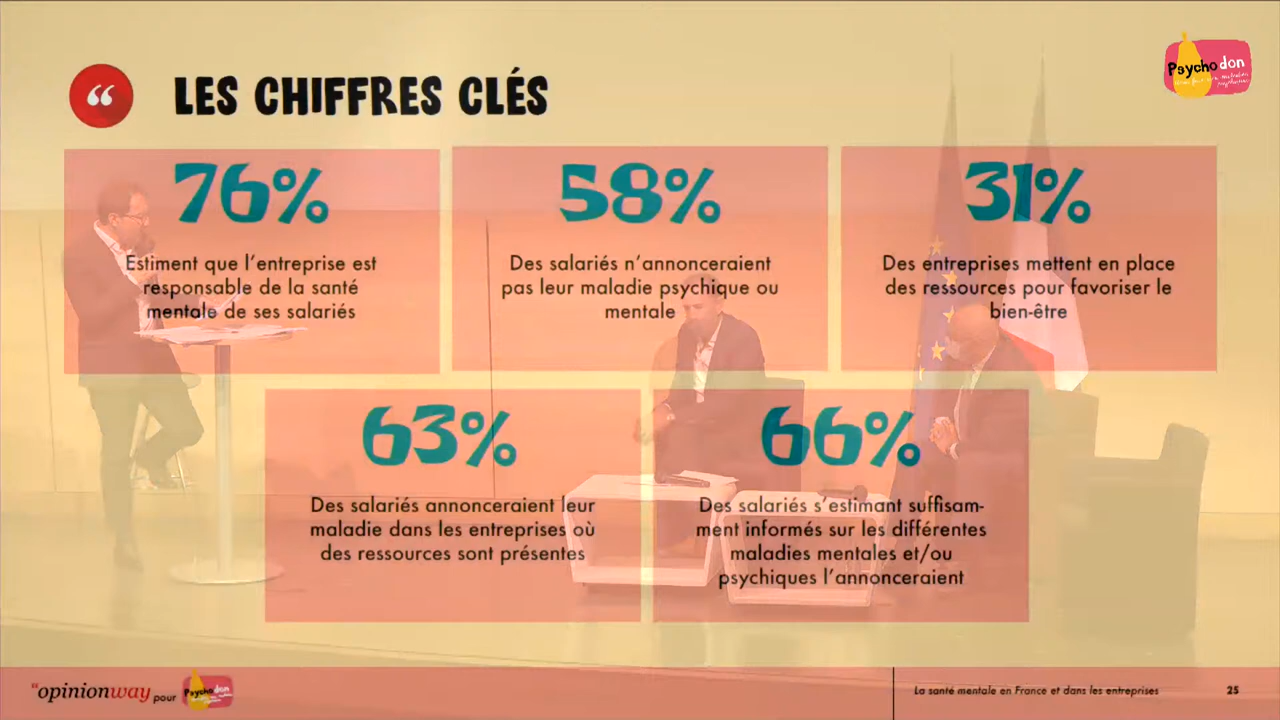 Psychodon
LES CHIFFRES CLÉS
76%
Estiment que l'entreprise est
responsable de la santé
mentale de ses salariés
58%
Des salariés n'annonceraient
pas leur maladie psychique ou
mentale
31%
Des entreprises mettent en place
des ressources pour favoriser le
bien-être
63%
Des salariés annonceraient leur
maladie dans les entreprises où
des ressources sont présentes
66%
Des salariés s'estimant suffisam-
ment informés sur les différentes
maladies mentales et/ou
psychiques l'annonceraient
"opinionway pour Psychodon
La santé mentale en France et dans les entreprises
25